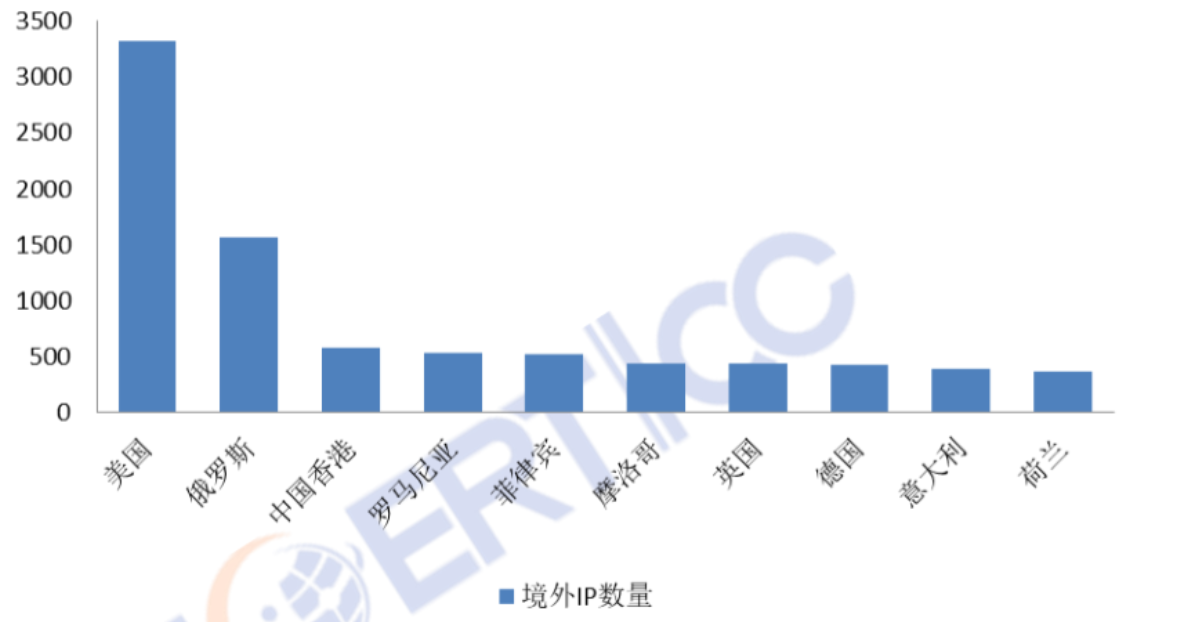 3500
3000
2500
2000
1500
1000
500
0
美国
俄罗斯
中国香港
罗马尼亚
菲律宾
摩洛哥
英国
德国
意大利
荷兰
境外IP数量
ERT/CC